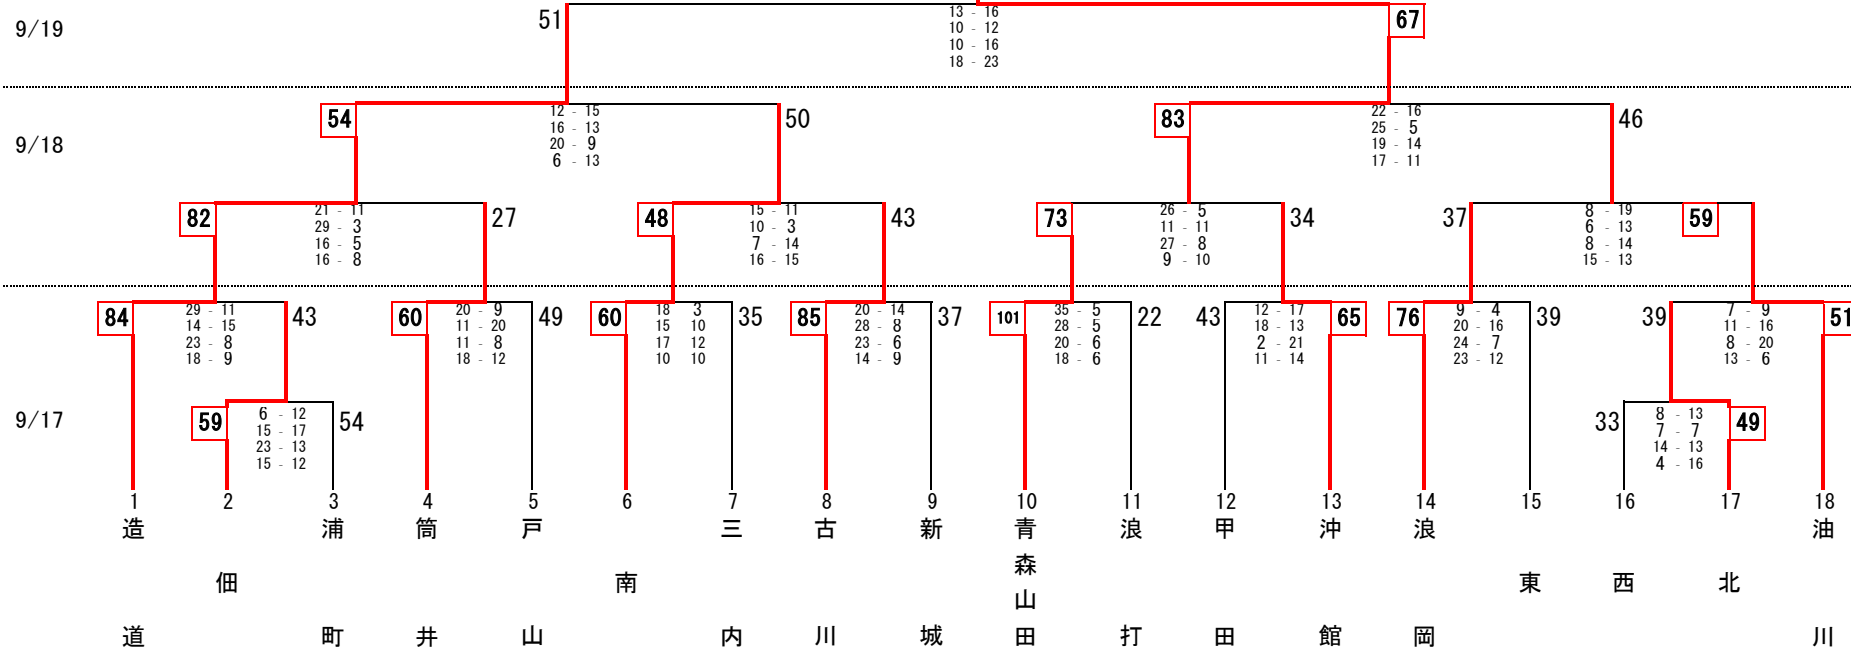 9/19
51
67
13 - 16
10 - 12
10 - 16
18 - 23
9/18
54
12 - 15
16 - 13
20 - 9
6 - 13
50
83
22 - 16
25 - 5
19 - 14
17 - 11
46
82
21 - 11
29 - 3
16 - 5
16 - 8
27
48
15 - 11
10 - 3
7 - 14
16 - 15
43
73
26 - 5
11 - 11
27 - 8
9 - 10
34
37
8 - 19
6 - 13
8 - 14
15 - 13
59
84
29 - 11
14 - 15
23 - 8
18 - 9
43
60
20 - 9
11 - 20
11 - 8
18 - 12
49
60
18 3
15 10
17 12
10 10
35
85
20 - 14
28 - 8
23 - 6
14 - 9
37
101
35 - 5
28 - 5
20 - 6
18 - 6
22
43
12 - 17
18 - 13
2 - 21
11 - 14
65
76
9 - 4
20 - 16
24 - 7
23 - 12
39
39
7 - 9
11 - 16
8 - 20
13 - 6
51
9/17
59
6 - 12
15 - 17
23 - 13
15 - 12
54
33
8 - 13
7 - 7
14 - 13
4 - 16
49
1 2 3 4 5 6 7 8 9 10 11 12 13 14 15 16 17 18
造道
佃
浦町
筒井
戸山
南
三内
古川
新城
青森山田
浪打
甲田
沖館
浪岡
東
西
北
油川